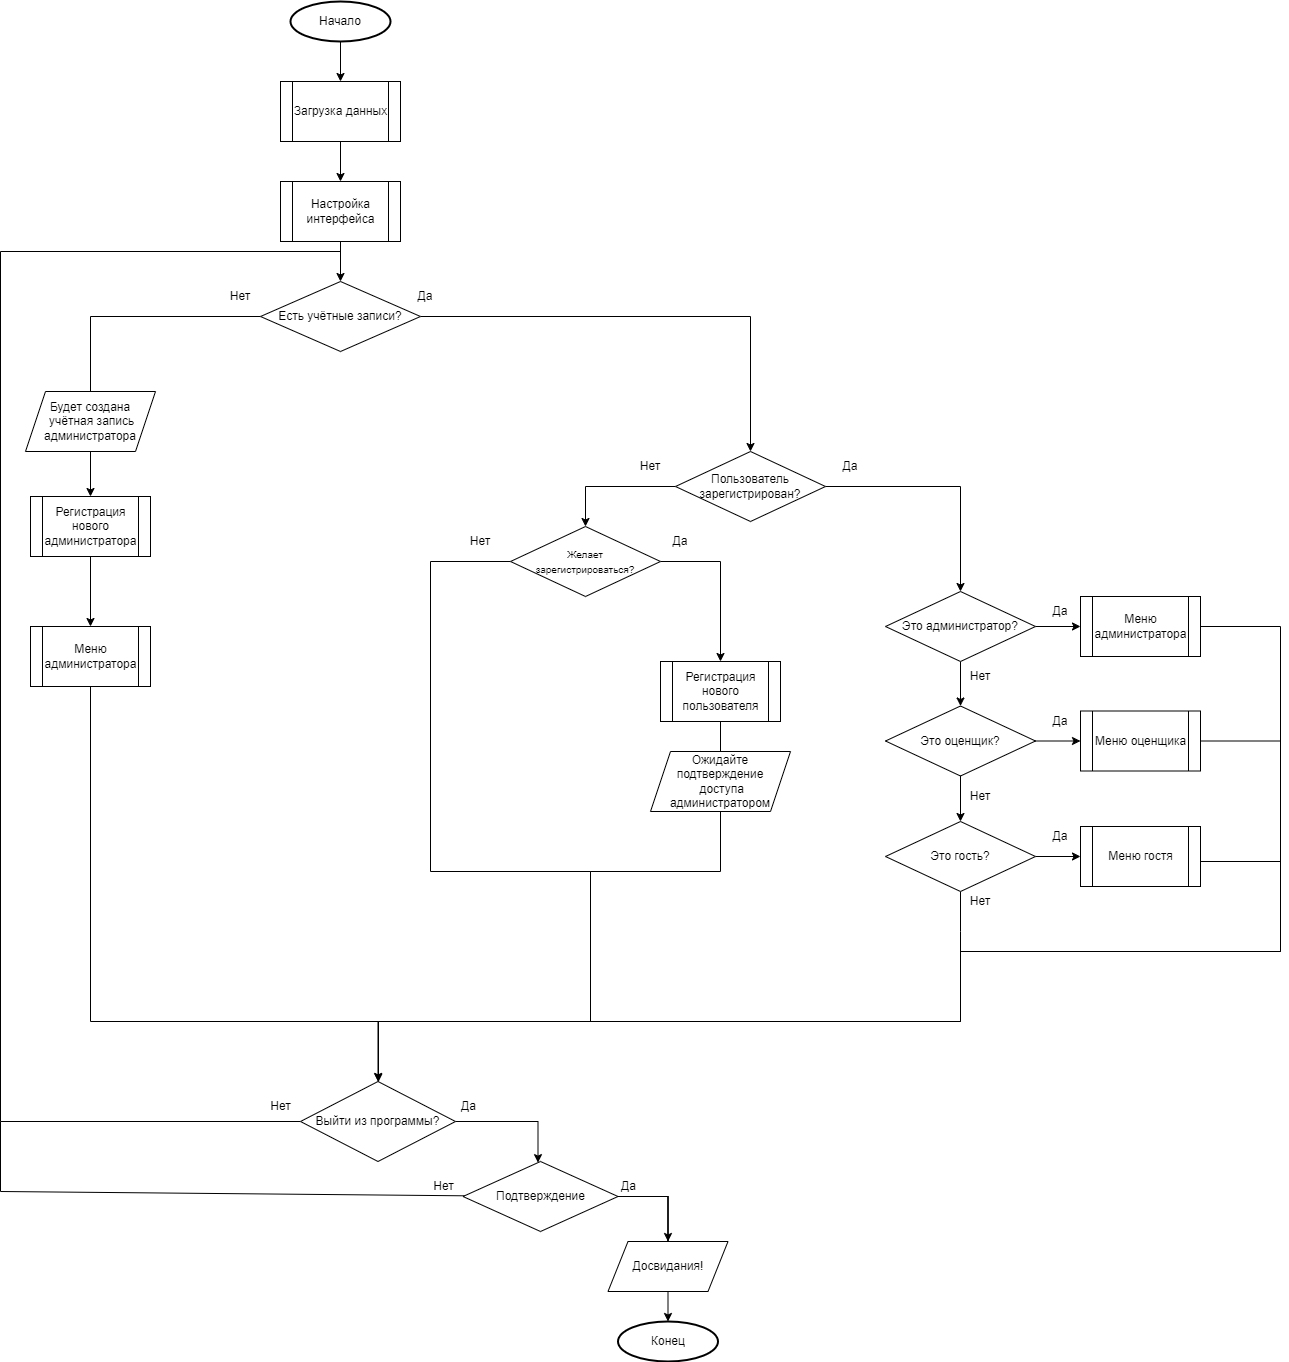 Начало
Загрузка данных
Настройка
интерфейса
Нет
Да
Есть учётные записи?
Будет создана
учётная запись
администратора
Регистрация
нового
администратора
Меню
администратора
Нет
Да
Пользователь
зарегистрирован?
Нет
Да
Желает
зарегистрироваться?
Регистрация
нового
пользователя
Ожидайте
подтверждение
доступа
администратором
Это администратор?
Да
Меню
администратора
Нет
Это оценщик?
Да
Меню оценщика
Нет
Это гость?
Да
Меню гостя
Нет
Нет
Да
Выйти из программы?
Нет
Да
Подтверждение
Досвидания!
Конец